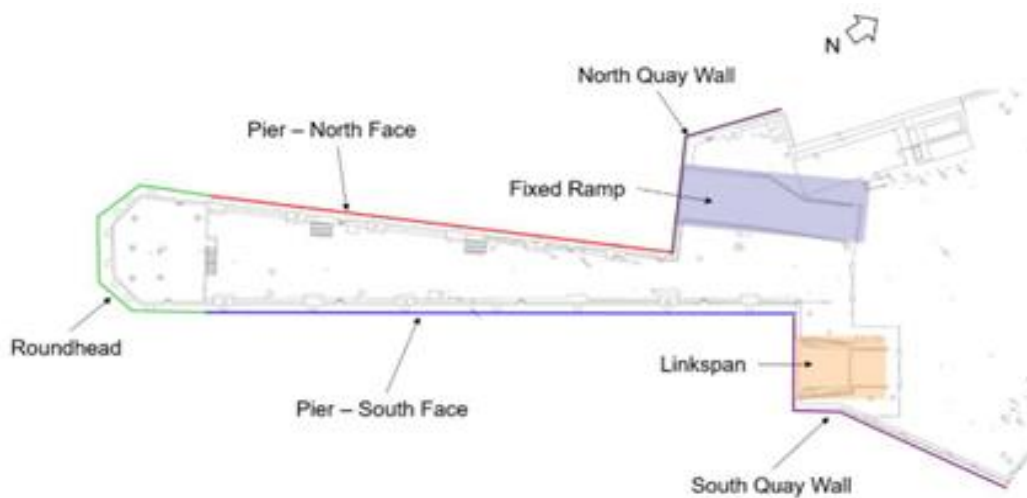 N
North Quay Wall
Pier – North Face
Fixed Ramp
Roundhead
Linkspan
Pier – South Face
South Quay Wall